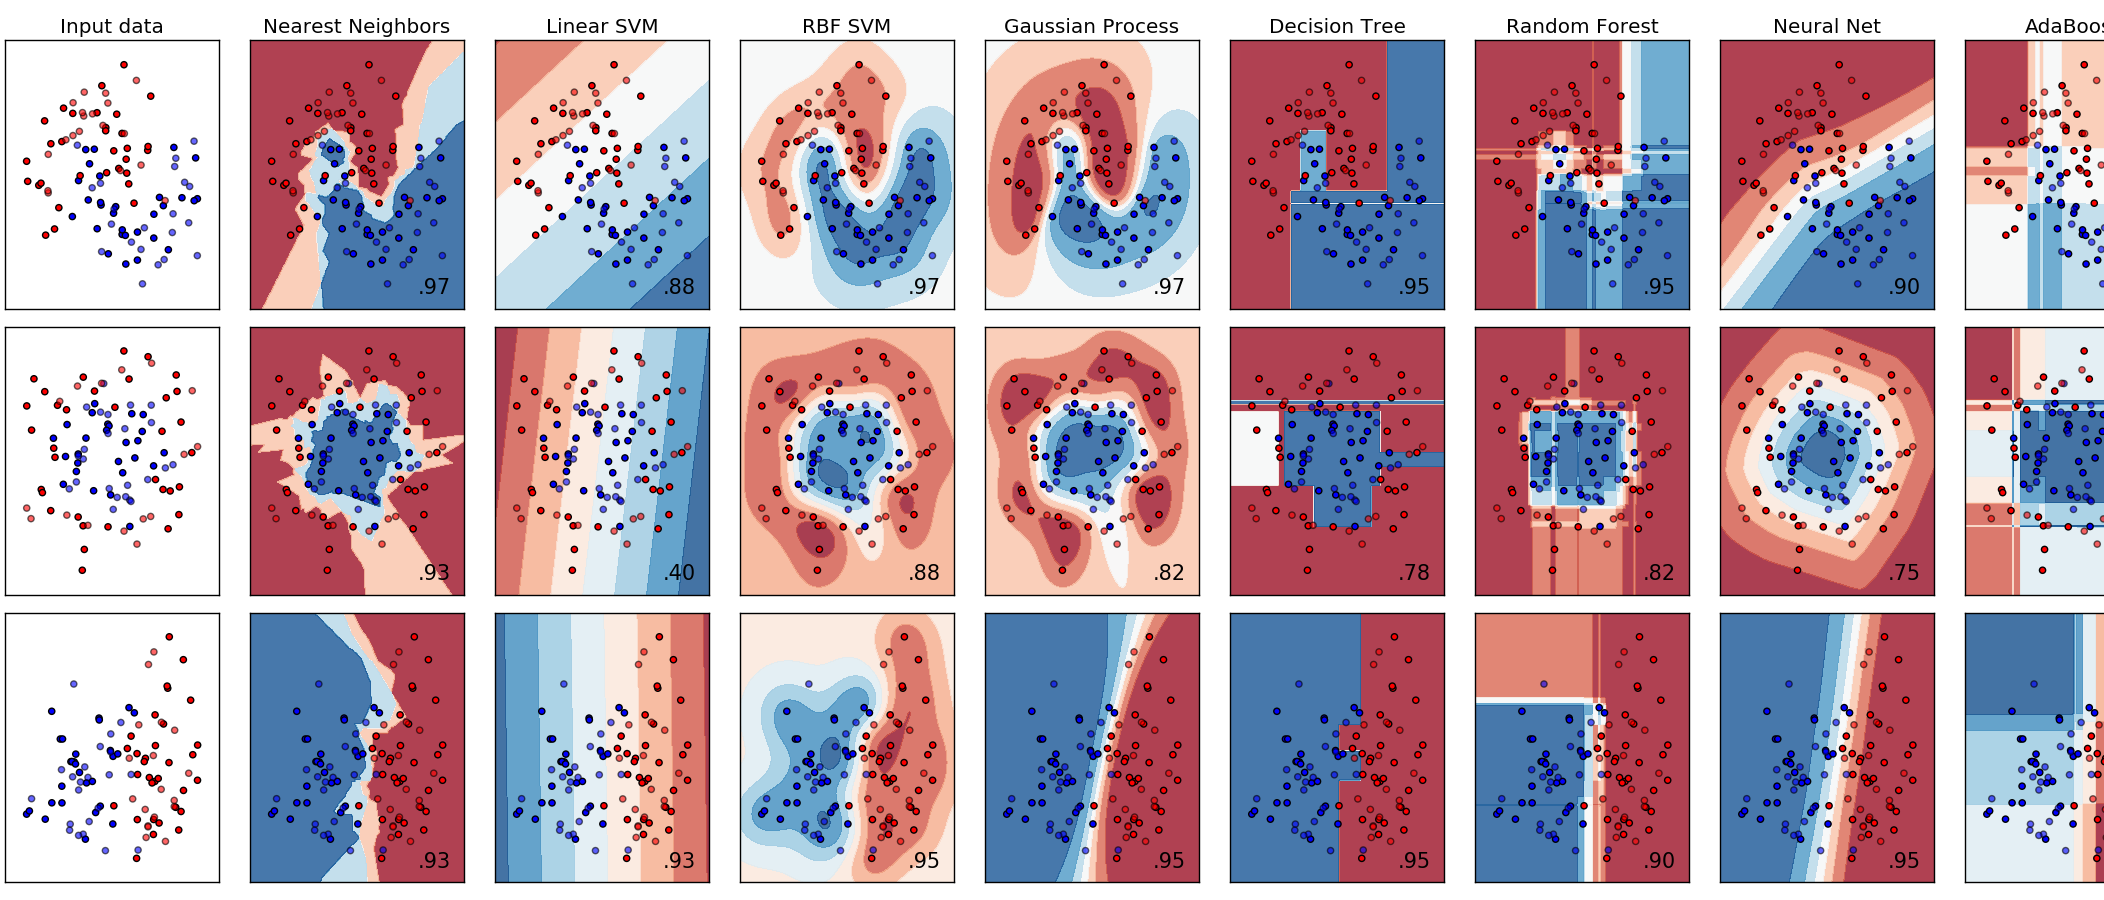 Input data
Nearest Neighbors
Linear SVM
RBF SVM
Gaussian Process
Decision Tree
Random Forest
Neural Net
AdaBoos
.97
.88
.97
.97
.95
.95
.90
.93
.40
.88
.82
.78
.82
.75
.93
.93
.95
.95
.95
.90
.95